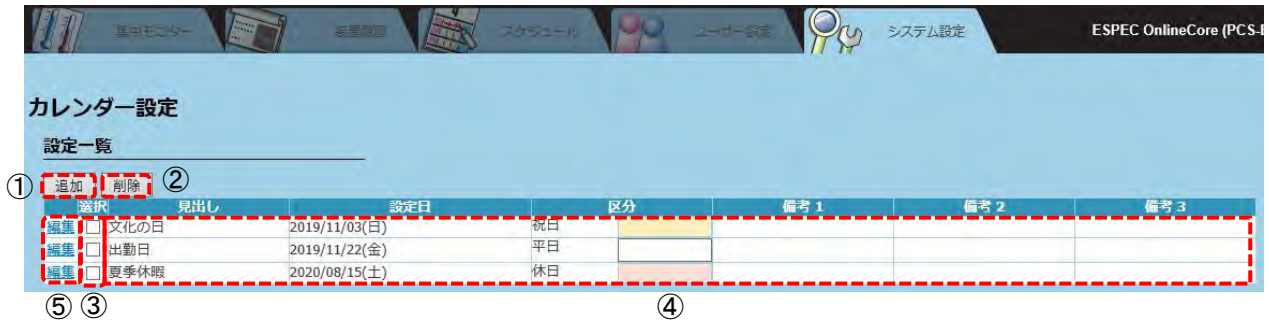 集中モニター 装置履歴 スケジュール ユーザー設定 システム設定 ESPEC OnlineCore (PCS-E
カレンダー設定
設定一覧
① 追加 削除 ②
選択 見出し 設定日 区分 備考1 備考2 備考3
編集 文化の日 2019/11/03(日) 祝日
編集 出勤日 2019/11/22(金) 平日
編集 夏季休暇 2020/08/15(土) 休日
⑤ ③ ④